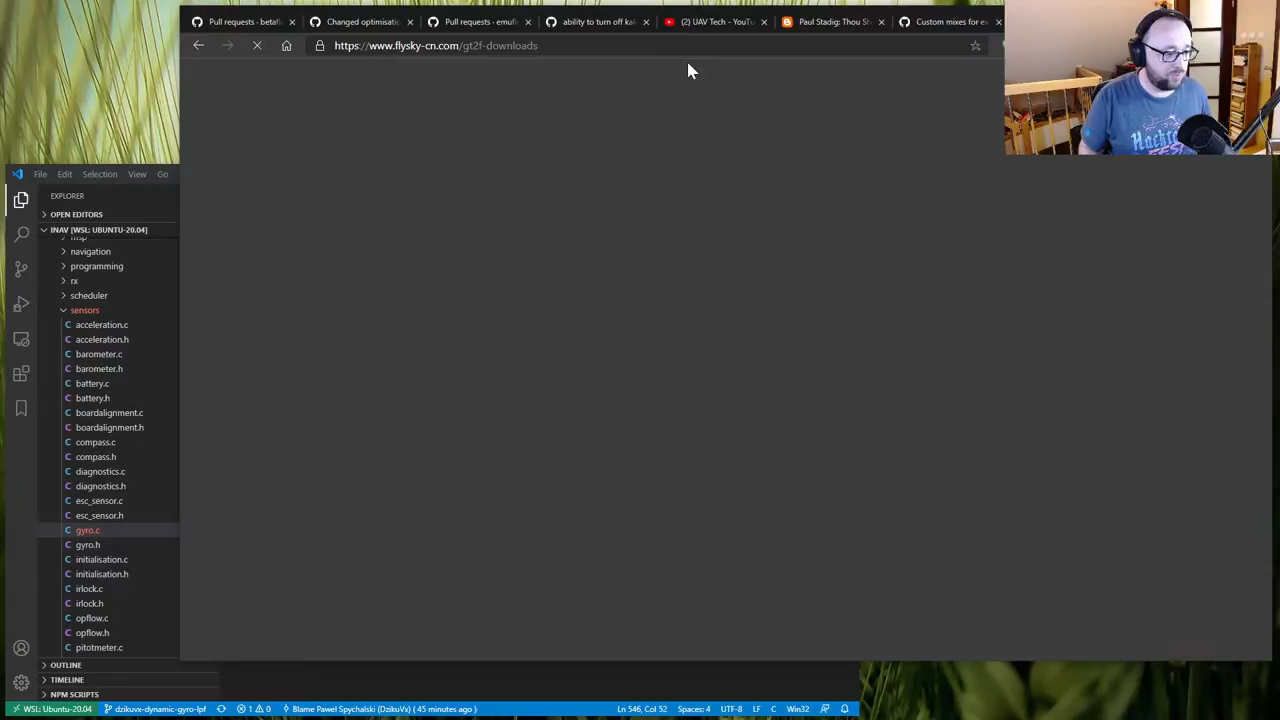 Pull requests · betafl
Changed optimisatio
Pull requests · emufli
ability to turn off kal
(2) UAV Tech - YouTu
Paul Stadig: Thou Sh
Custom mixes for ex
https://www.flysky-cn.com/gt2f-downloads
File Edit Selection View Go
EXPLORER
OPEN EDITORS
INAV [WSL: UBUNTU-20.04]
msp
navigation
programming
rx
scheduler
sensors
C acceleration.c
C acceleration.h
C barometer.c
C barometer.h
C battery.c
C battery.h
C boardalignment.c
C boardalignment.h
C compass.c
C compass.h
C diagnostics.c
C diagnostics.h
C esc_sensor.c
C esc_sensor.h
C gyro.c
C gyro.h
C initialisation.c
C initialisation.h
C irlock.c
C irlock.h
C opflow.c
C opflow.h
C pitotmeter.c
OUTLINE
TIMELINE
NPM SCRIPTS
WSL: Ubuntu-20.04 dzikuvx-dynamic-gyro-lpf 1 0 Blame Pawel Spychalski (DzikuVx) ( 45 minutes ago ) Ln 546, Col 52 Spaces: 4 UTF-8 LF C Win32